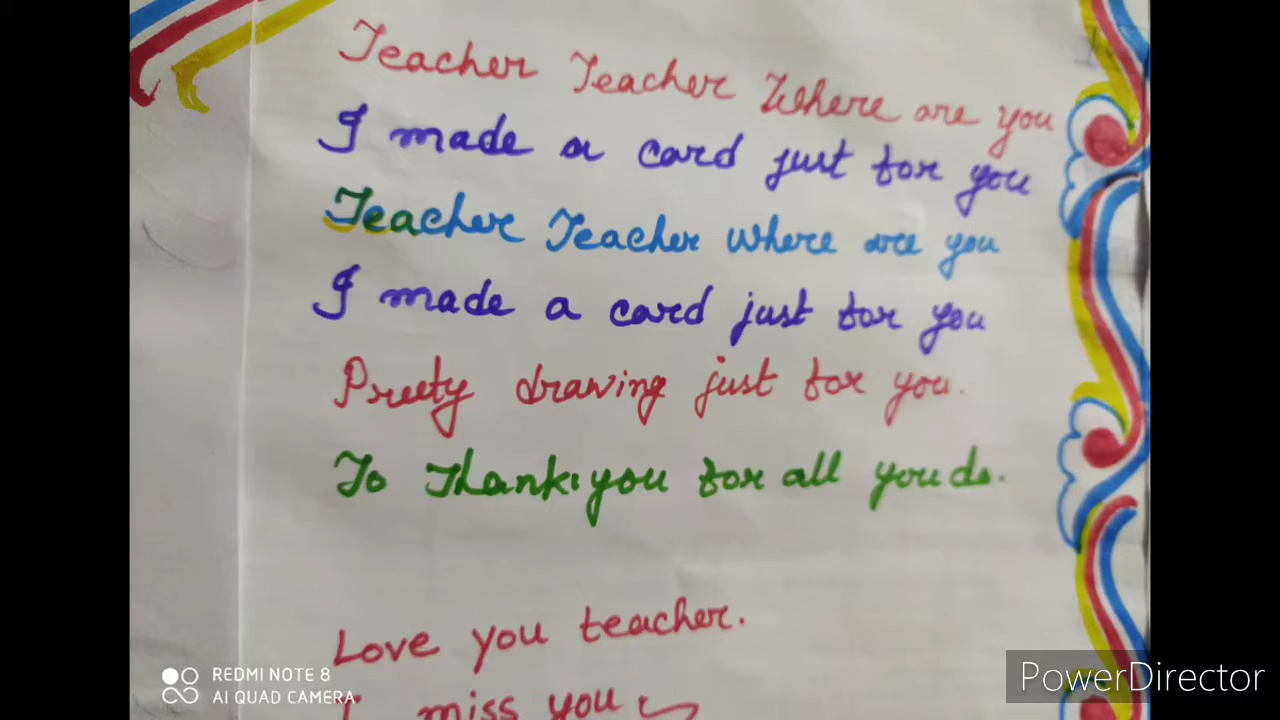 Teacher Teacher Where are you
I made a card just for you
Teacher Teacher where are you
I made a card just for you
Preety drawing just for you.
To Thank you for all you do.
Love you teacher.
I miss you
REDMI NOTE 8
AI QUAD CAMERA
PowerDirector